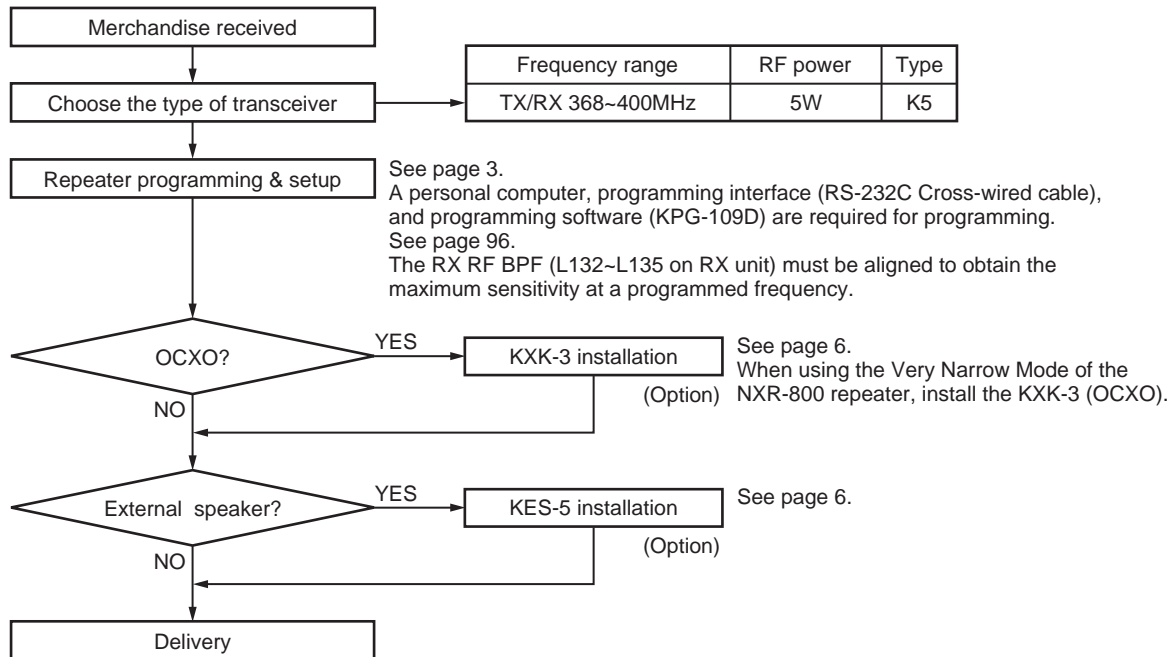 Merchandise received
Choose the type of transceiver
Frequency range RF power Type
TX/RX 368~400MHz 5W K5
Repeater programming & setup
See page 3.
A personal computer, programming interface (RS-232C Cross-wired cable),
and programming software (KPG-109D) are required for programming.
See page 96.
The RX RF BPF (L132~L135 on RX unit) must be aligned to obtain the
maximum sensitivity at a programmed frequency.
OCXO?
YES
KXK-3 installation
(Option)
See page 6.
When using the Very Narrow Mode of the
NXR-800 repeater, install the KXK-3 (OCXO).
NO
External speaker?
YES
KES-5 installation
(Option)
See page 6.
NO
Delivery